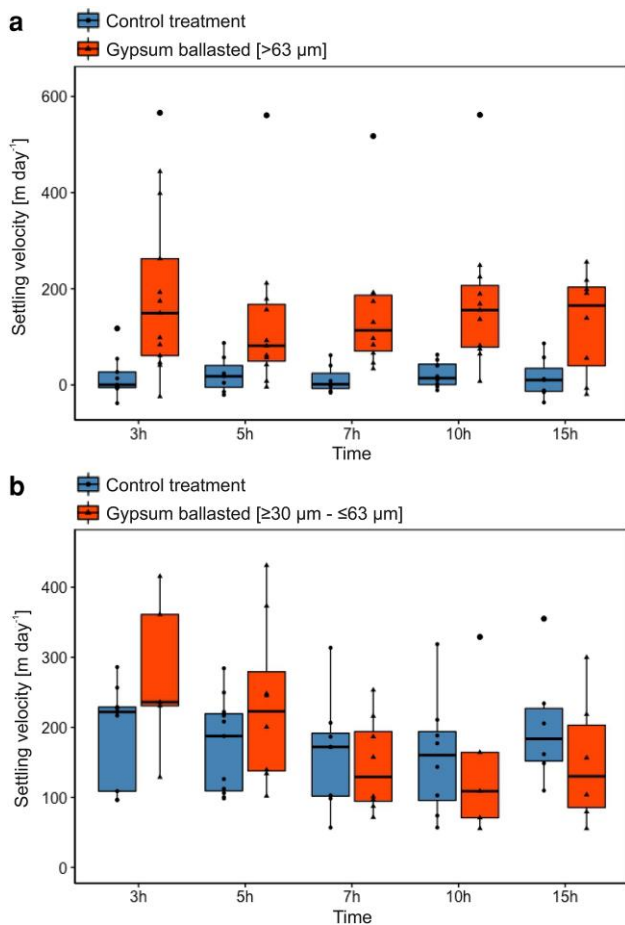 a
Control treatment
Gypsum ballasted [>63 µm]
Settling velocity [m day⁻¹]
600
400
200
0
3h 5h 7h 10h 15h
Time
b
Control treatment
Gypsum ballasted [≥30 µm - ≤63 µm]
Settling velocity [m day⁻¹]
400
300
200
100
0
3h 5h 7h 10h 15h
Time